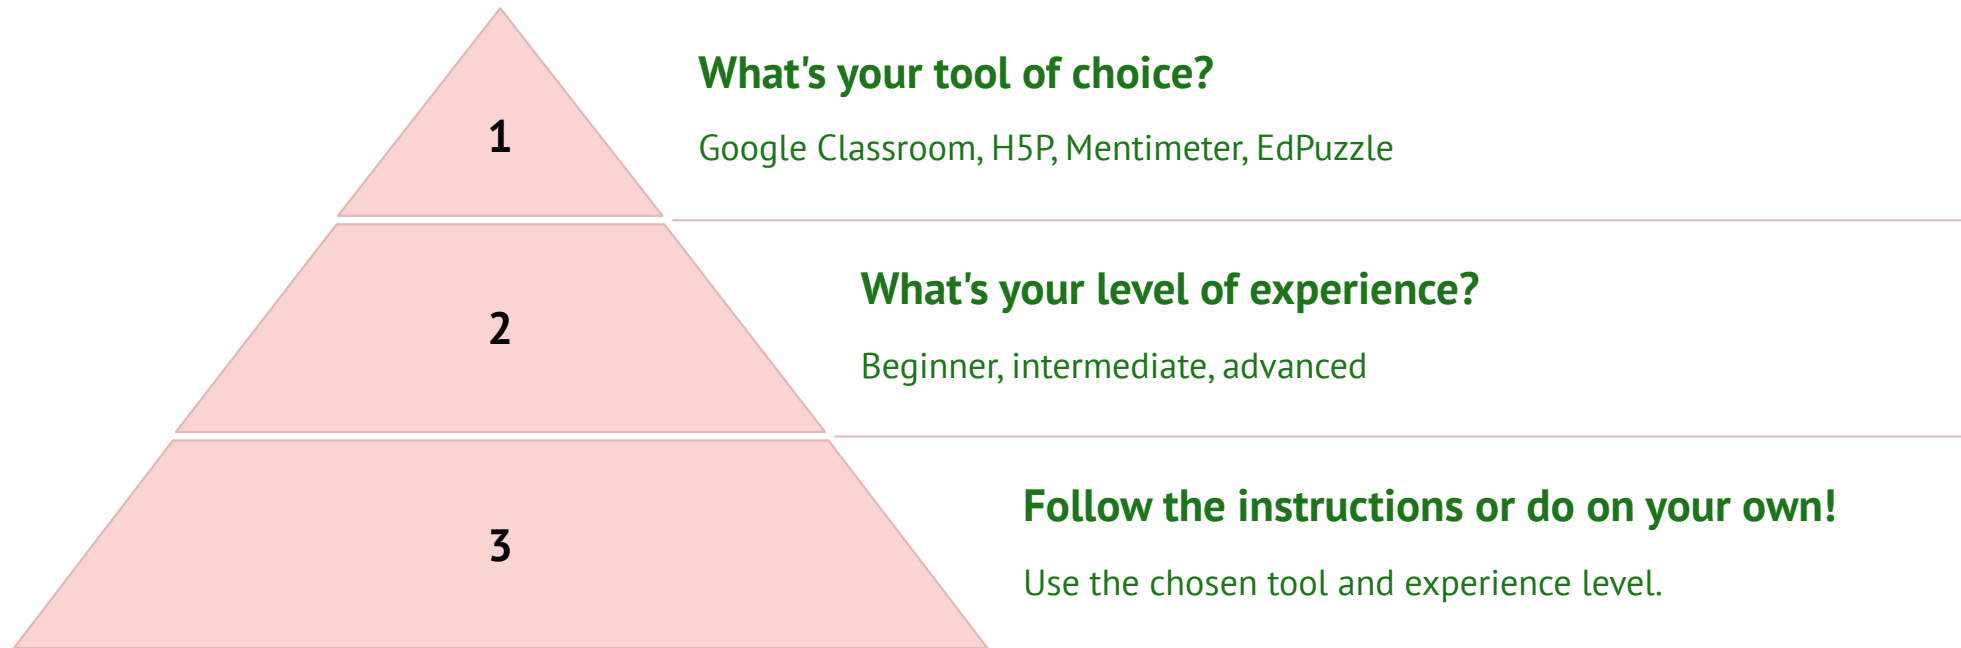 1
What's your tool of choice?
Google Classroom, H5P, Mentimeter, EdPuzzle
2
What's your level of experience?
Beginner, intermediate, advanced
3
Follow the instructions or do on your own!
Use the chosen tool and experience level.